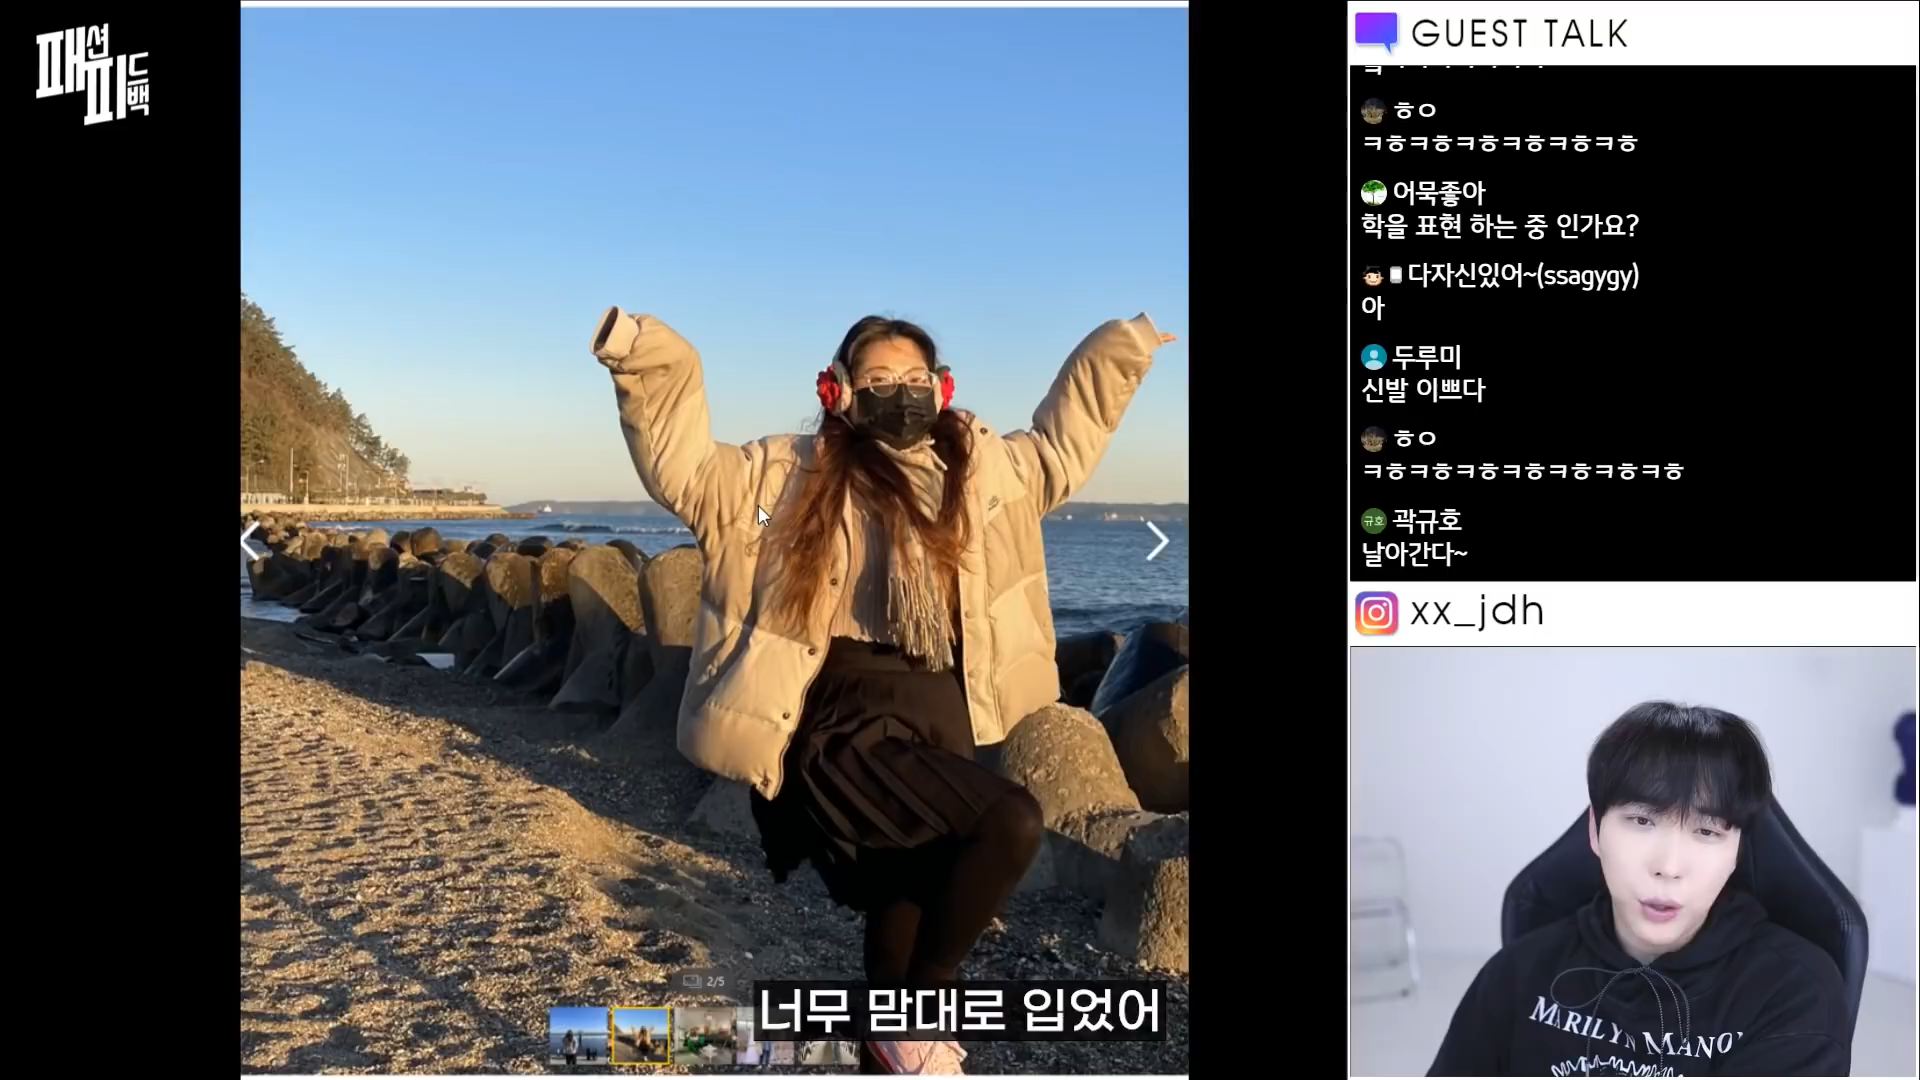 패션
피드백
GUEST TALK
ㅎㅇ
ㅋㅎㅋㅎㅋㅎㅋㅎㅋㅎㅋㅎ
어묵좋아
학을 표현 하는 중 인가요?
다자신있어~(ssagygy)
아
두루미
신발 이쁘다
ㅎㅇ
ㅋㅎㅋㅎㅋㅎㅋㅎㅋㅎㅋㅎㅋㅎ
규호 곽규호
날아간다~
xx_jdh
MARILYN MANO
2/5
너무 맘대로 입었어